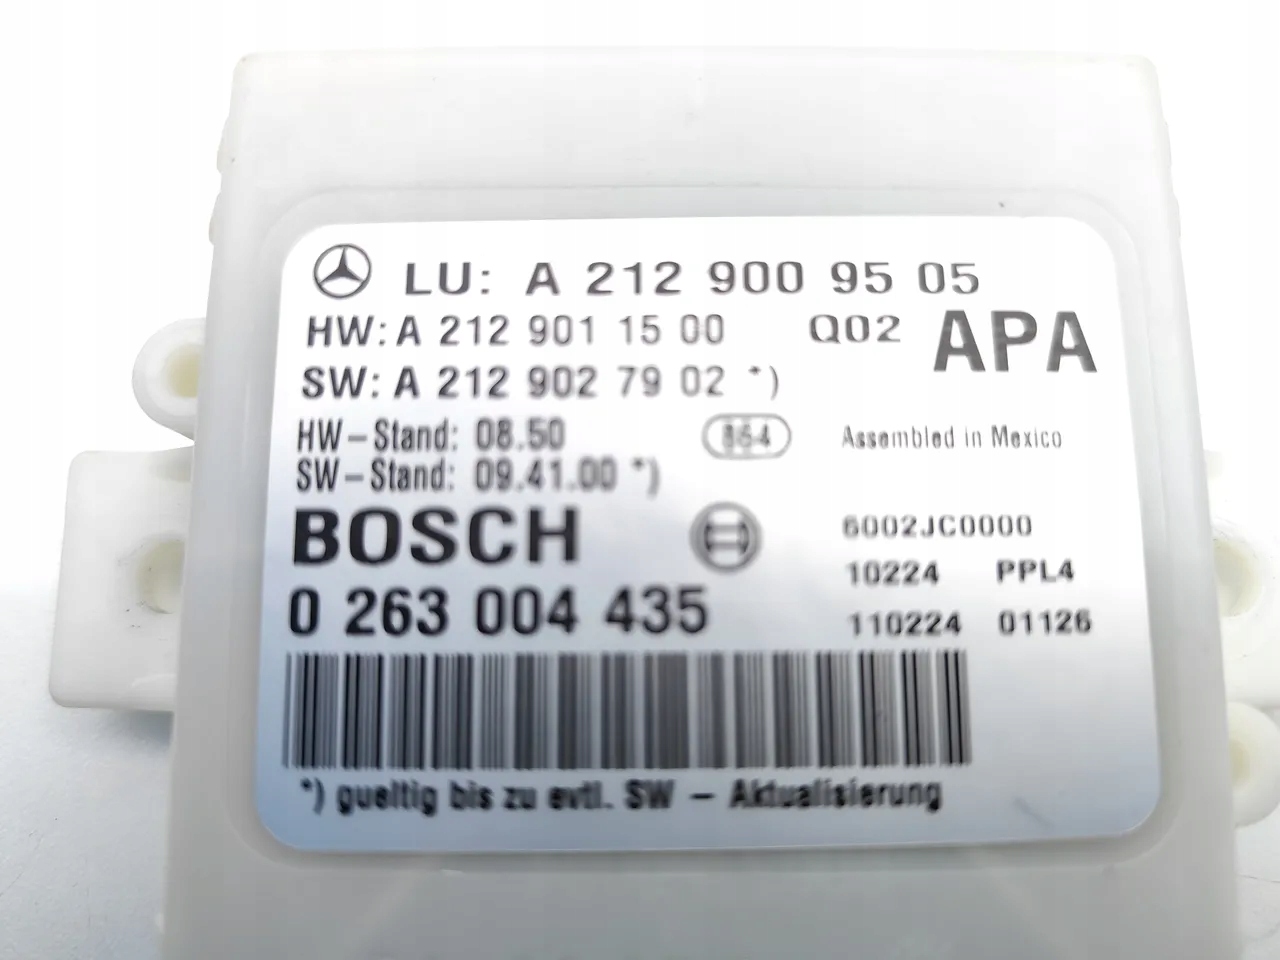 LU: A 212 900 95 05
HW: A 212 901 15 00 Q02 APA
SW: A 212 902 79 02 *)
HW-Stand: 08.50 864 Assembled in Mexico
SW-Stand: 09.41.00 *)
BOSCH 6002JC0000
10224 PPL4
0 263 004 435 110224 01126
*) gueltig bis zu evtl. SW - Aktualisierung